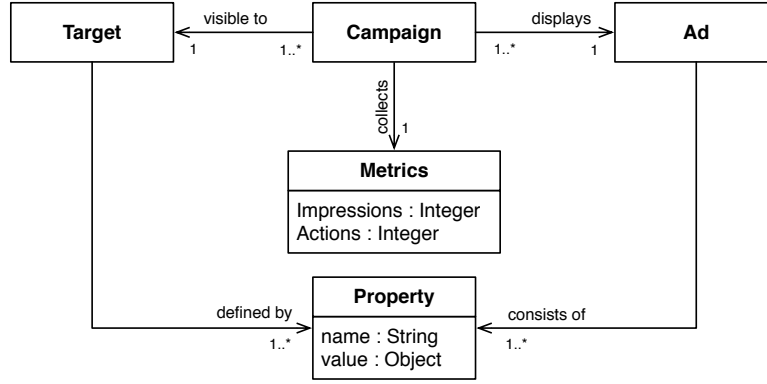 Target
visible to
1
1..*
Campaign
displays
1..*
1
Ad
collects
1
Metrics
Impressions : Integer
Actions : Integer
defined by
1..*
Property
name : String
value : Object
consists of
1..*